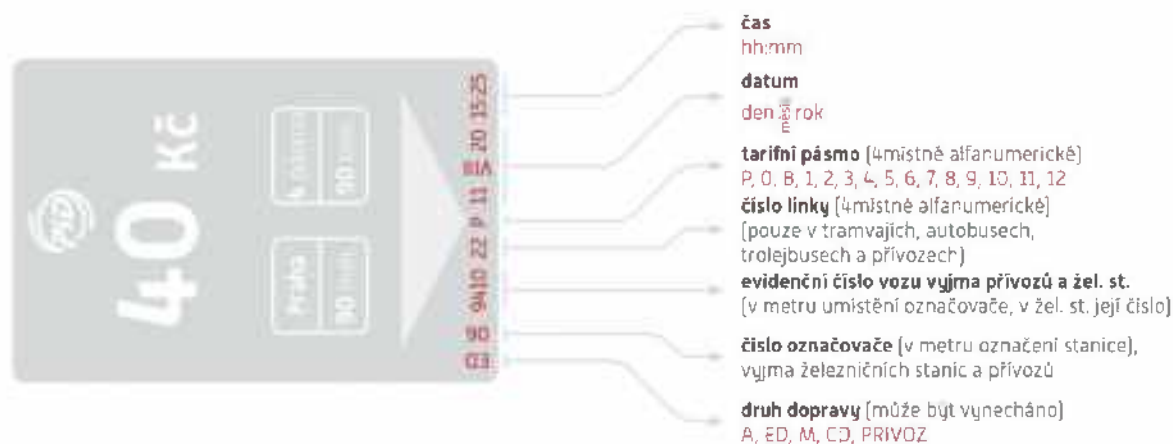 40 Kč
Praha
ED 06 9410 22 P 11 VIII 20 15:25
čas
hh:mm
datum
den rok
tarifní pásmo (4místné alfanumerické)
P, 0, B, 1, 2, 3, 4, 5, 6, 7, 8, 9, 10, 11, 12
číslo linky (4místné alfanumerické)
(pouze v tramvajích, autobusech,
trolejbusech a přívozech)
evidenční číslo vozu vyjma přívozů a žel. st.
(v metru umístění označovače, v žel. st. její číslo)
číslo označovače (v metru označení stanice),
vyjma železničních stanic a přívozů
druh dopravy (může být vynecháno)
A, ED, M, CD, PRIVOZ